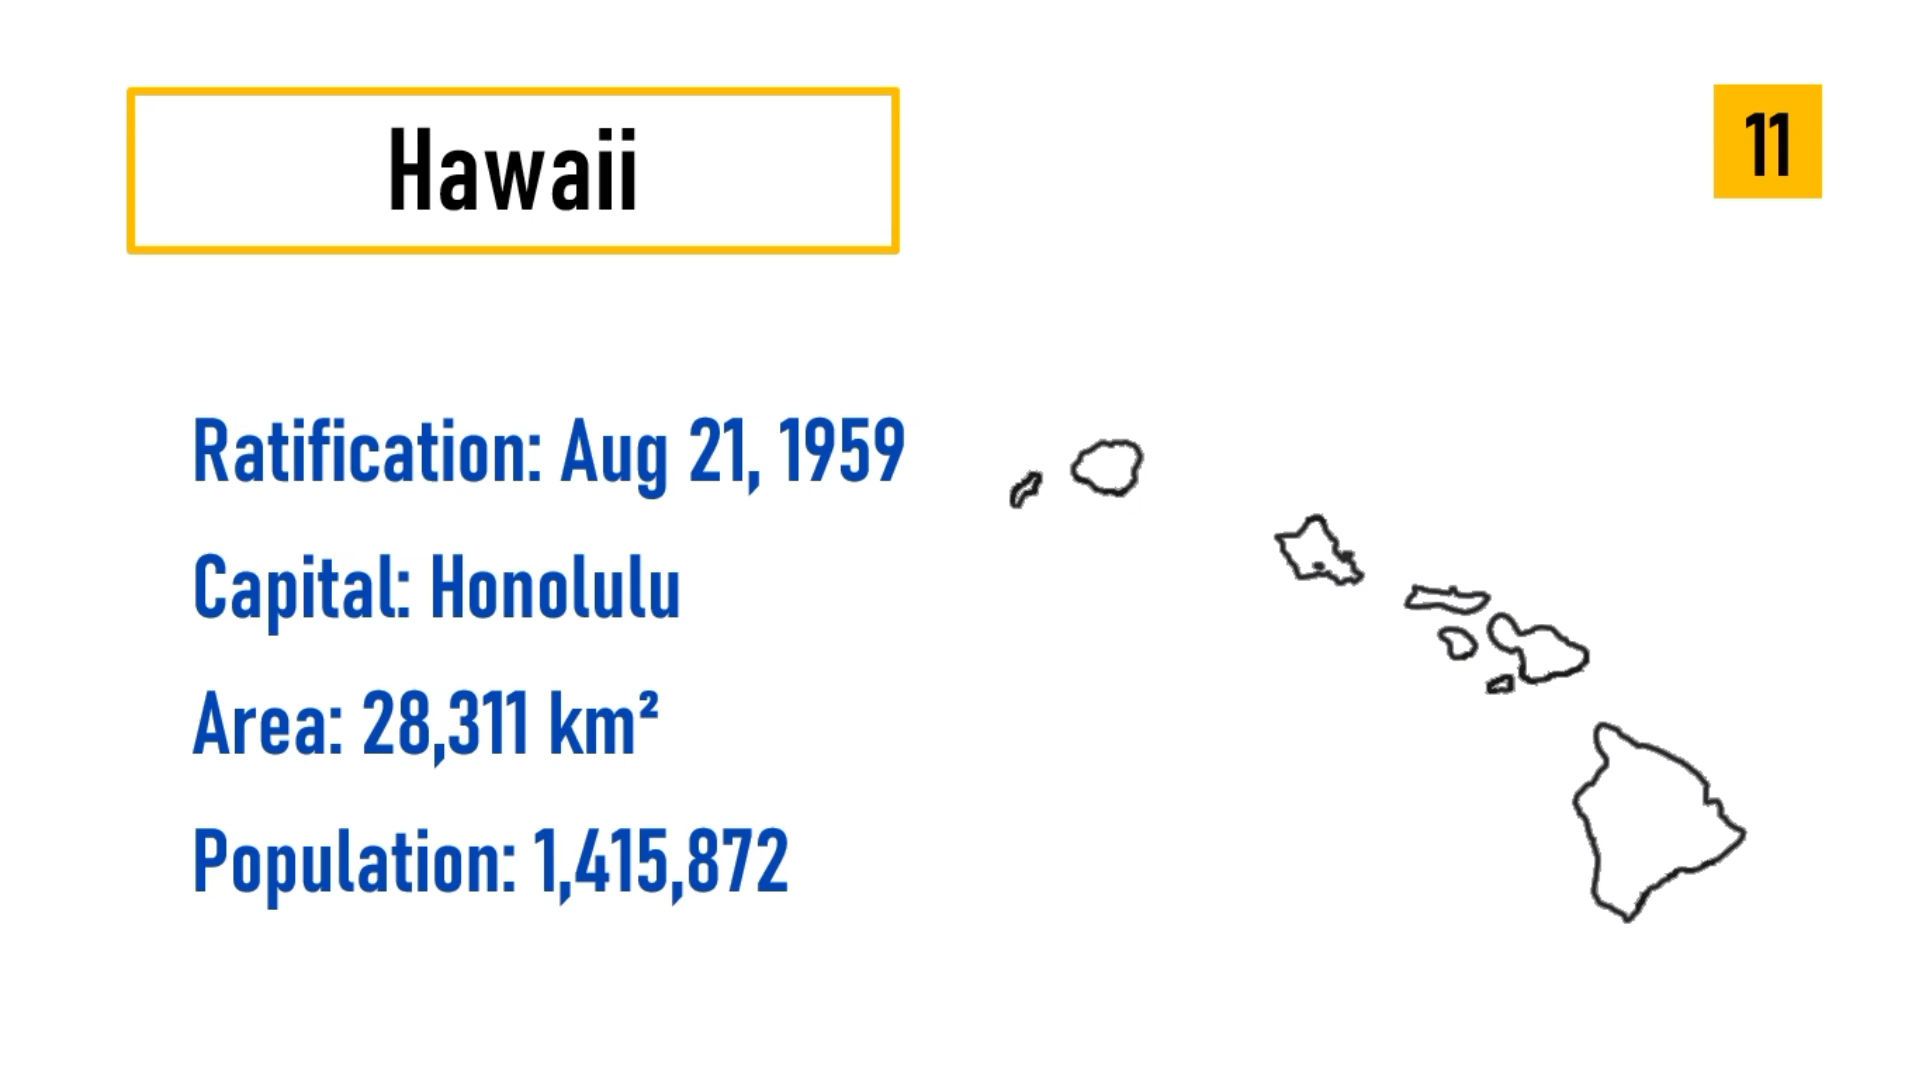 Hawaii
11
Ratification: Aug 21, 1959
Capital: Honolulu
Area: 28,311 km²
Population: 1,415,872